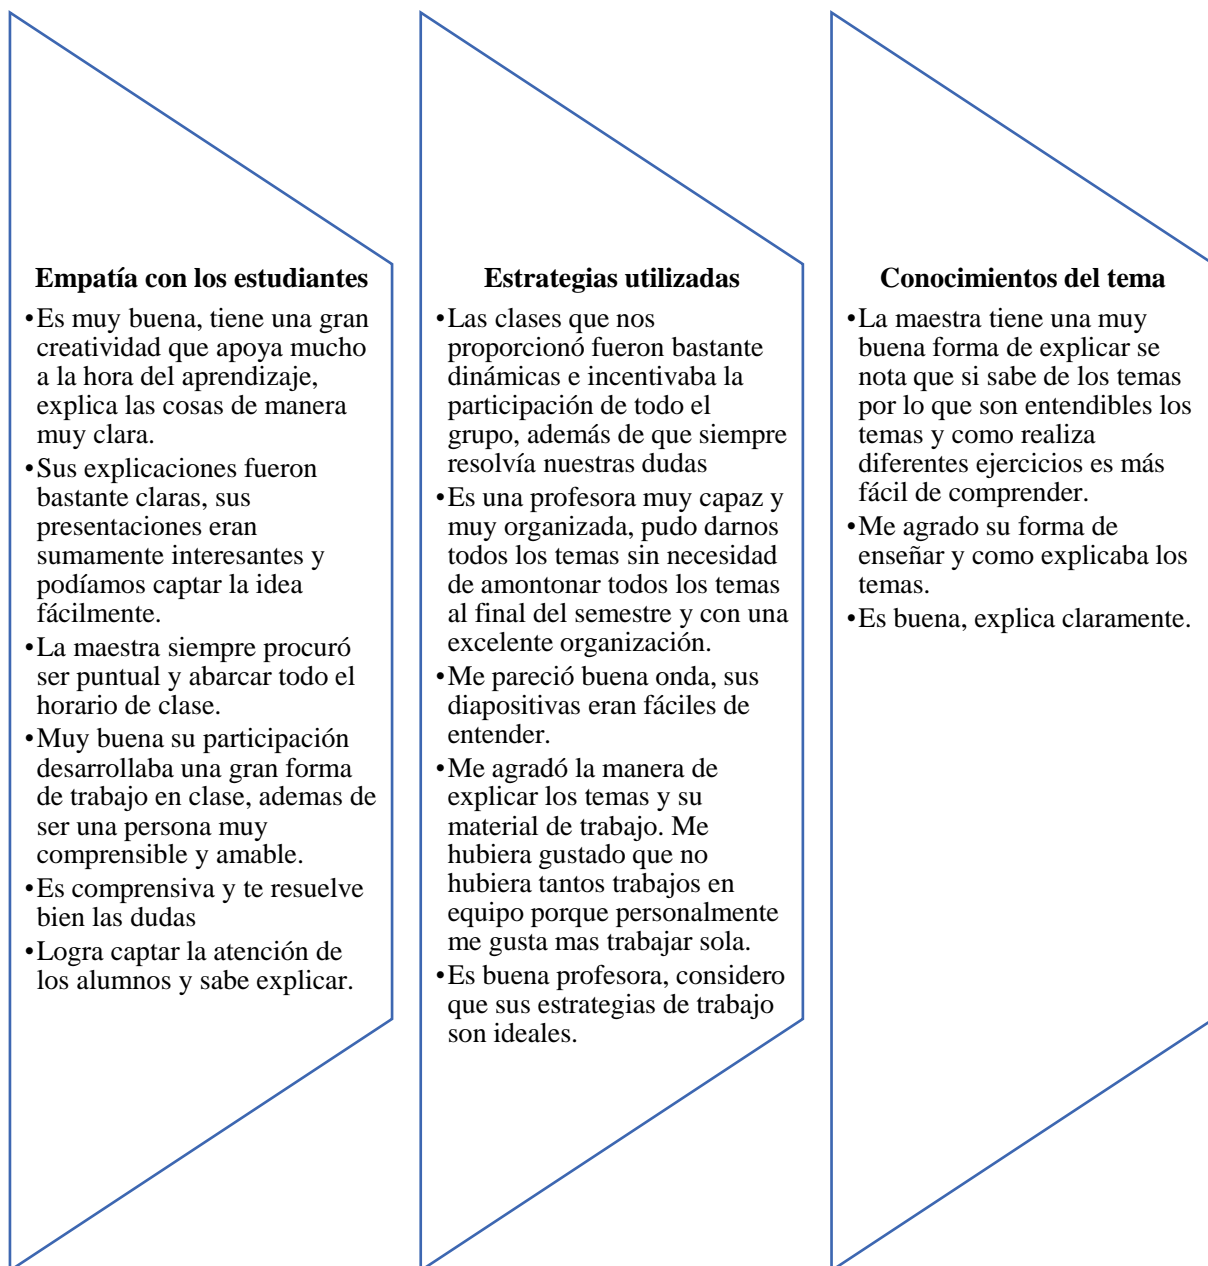 Empatía con los estudiantes
•Es muy buena, tiene una gran
creatividad que apoya mucho
a la hora del aprendizaje,
explica las cosas de manera
muy clara.
•Sus explicaciones fueron
bastante claras, sus
presentaciones eran
sumamente interesantes y
podíamos captar la idea
fácilmente.
•La maestra siempre procuró
ser puntual y abarcar todo el
horario de clase.
•Muy buena su participación
desarrollaba una gran forma
de trabajo en clase, ademas de
ser una persona muy
comprensible y amable.
•Es comprensiva y te resuelve
bien las dudas
•Logra captar la atención de
los alumnos y sabe explicar.
Estrategias utilizadas
•Las clases que nos
proporcionó fueron bastante
dinámicas e incentivaba la
participación de todo el
grupo, además de que siempre
resolvía nuestras dudas
•Es una profesora muy capaz y
muy organizada, pudo darnos
todos los temas sin necesidad
de amontonar todos los temas
al final del semestre y con una
excelente organización.
•Me pareció buena onda, sus
diapositivas eran fáciles de
entender.
•Me agradó la manera de
explicar los temas y su
material de trabajo. Me
hubiera gustado que no
hubiera tantos trabajos en
equipo porque personalmente
me gusta mas trabajar sola.
•Es buena profesora, considero
que sus estrategias de trabajo
son ideales.
Conocimientos del tema
•La maestra tiene una muy
buena forma de explicar se
nota que si sabe de los temas
por lo que son entendibles los
temas y como realiza
diferentes ejercicios es más
fácil de comprender.
•Me agrado su forma de
enseñar y como explicaba los
temas.
•Es buena, explica claramente.